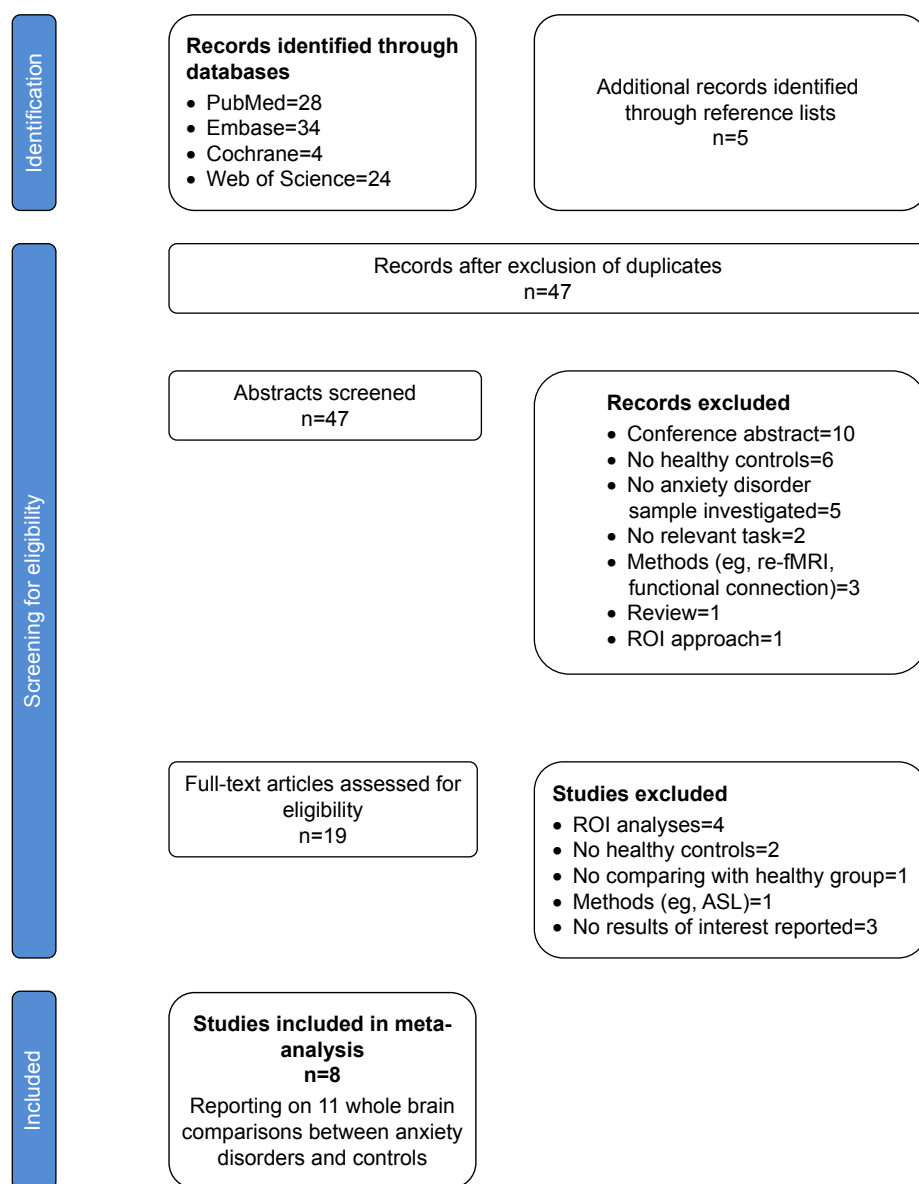 Identification
Records identified through
databases
• PubMed=28
• Embase=34
• Cochrane=4
• Web of Science=24
Additional records identified
through reference lists
n=5
Screening for eligibility
Records after exclusion of duplicates
n=47
Abstracts screened
n=47
Records excluded
• Conference abstract=10
• No healthy controls=6
• No anxiety disorder
sample investigated=5
• No relevant task=2
• Methods (eg, re-fMRI,
functional connection)=3
• Review=1
• ROI approach=1
Full-text articles assessed for
eligibility
n=19
Studies excluded
• ROI analyses=4
• No healthy controls=2
• No comparing with healthy group=1
• Methods (eg, ASL)=1
• No results of interest reported=3
Included
Studies included in meta-
analysis
n=8
Reporting on 11 whole brain
comparisons between anxiety
disorders and controls